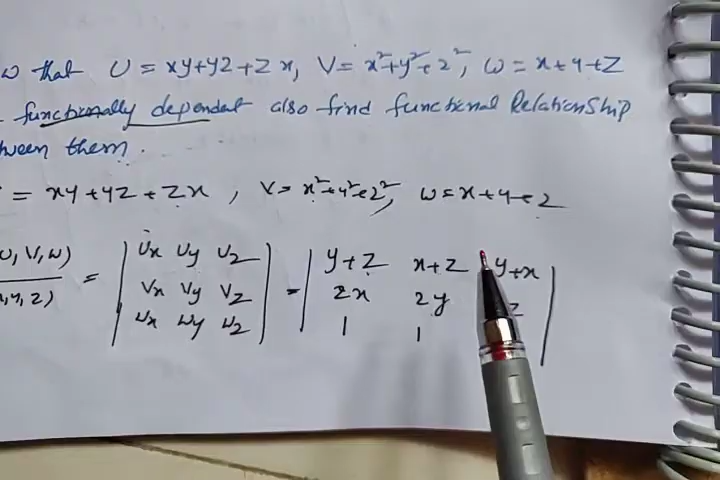 w that U = xy+yz+zx, V = x²+y²+z², w = x+y+z
functionally dependent also find functional Relationship
ween them.
= xy+yz+zx, V = x²+y²+z², w = x+y+z
U, V, W) / , y, z) = | Ux Uy Uz | = | y+z x+z y+x |
| Vx Vy Vz | | 2x 2y z |
| Wx Wy Wz | | 1 1 |